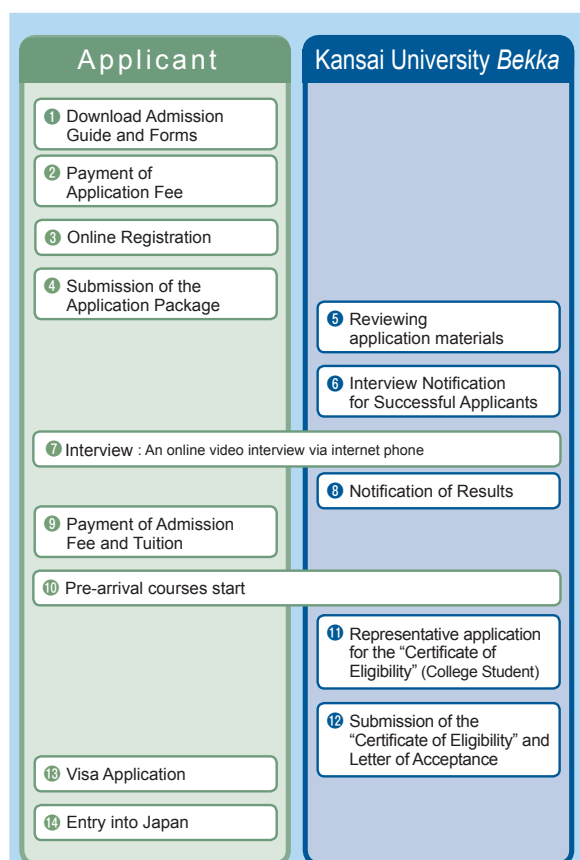 Applicant
Kansai University Bekka
❶ Download Admission
Guide and Forms
❷ Payment of
Application Fee
❸ Online Registration
❹ Submission of the
Application Package
❺ Reviewing
application materials
❻ Interview Notification
for Successful Applicants
❼ Interview : An online video interview via internet phone
❽ Notification of Results
❾ Payment of Admission
Fee and Tuition
❿ Pre-arrival courses start
⓫ Representative application
for the “Certificate of
Eligibility” (College Student)
⓬ Submission of the
“Certificate of Eligibility” and
Letter of Acceptance
⓭ Visa Application
⓮ Entry into Japan